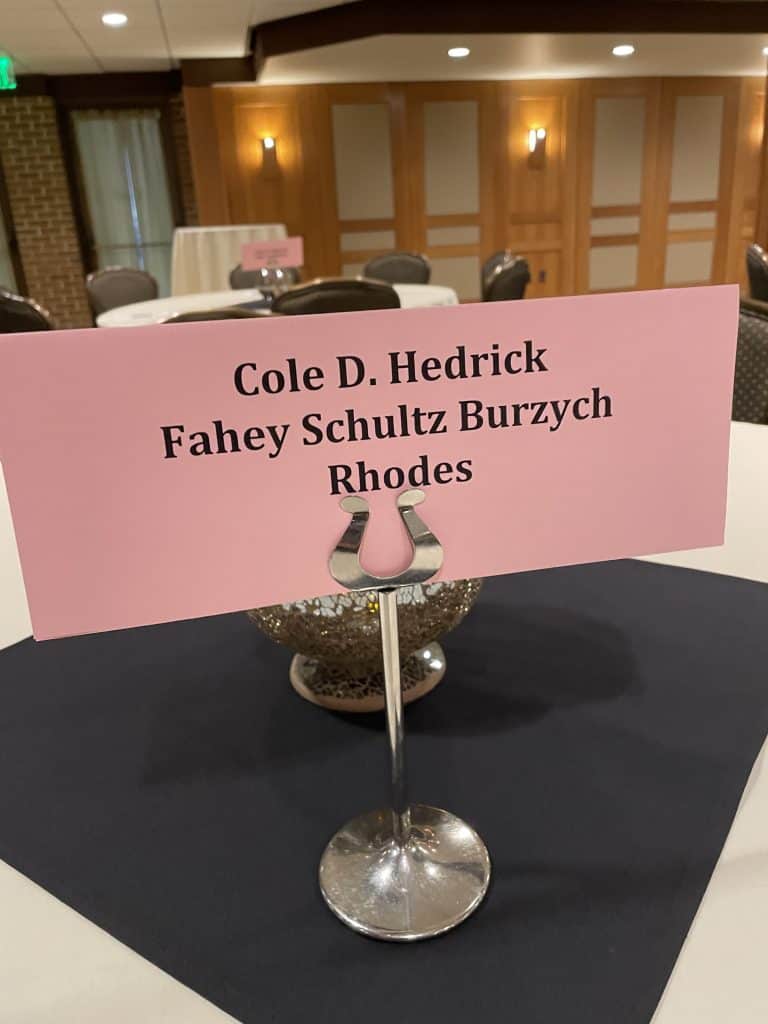 Cole D. Hedrick
Fahey Schultz Burzych
Rhodes